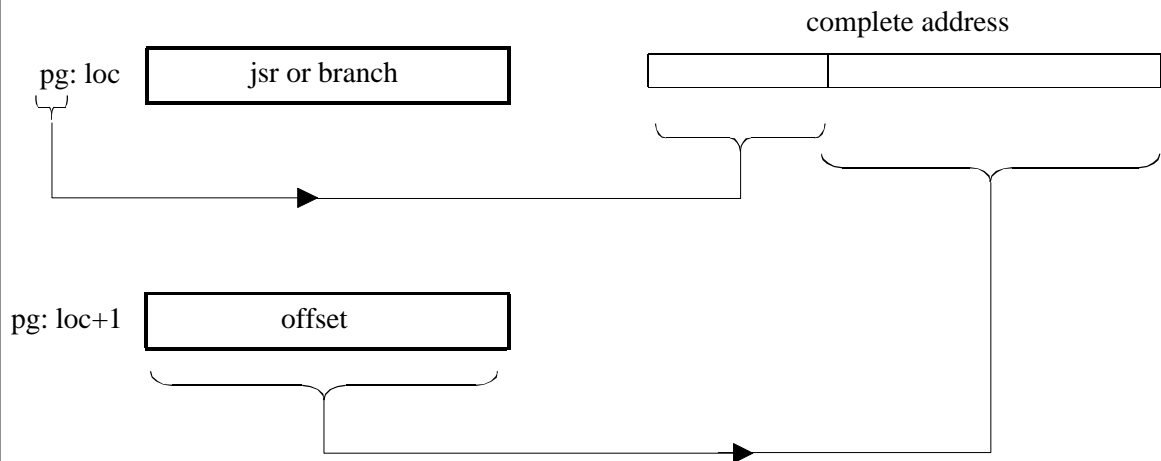 complete address
pg: loc jsr or branch
pg: loc+1 offset